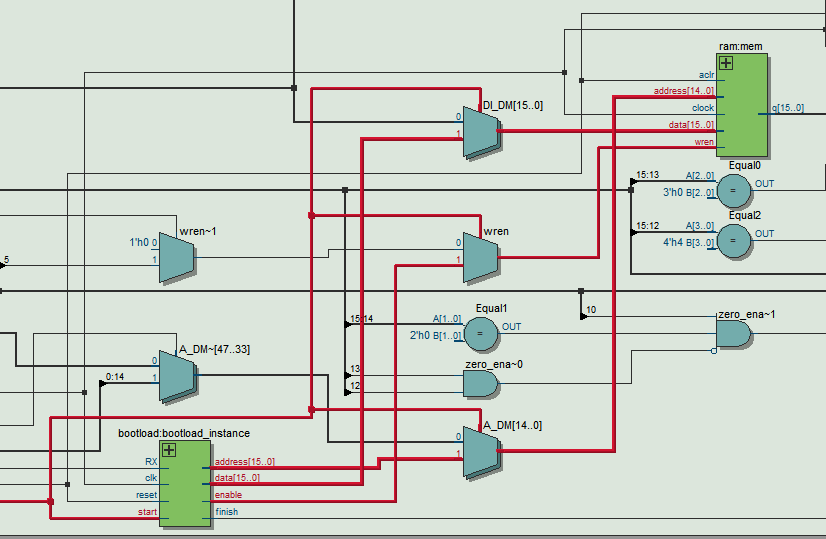 ram:mem
aclr
address[14..0]
clock
data[15..0]
wren
q[15..0]
DI_DM[15..0]
0
1
Equal0
15:13
A[2..0]
3'h0 B[2..0]
=
OUT
Equal2
15:12
A[3..0]
4'h4 B[3..0]
=
OUT
wren~1
1'h0 0
1
5
wren
0
1
Equal1
15:14
A[1..0]
2'h0 B[1..0]
=
OUT
10
zero_ena~1
zero_ena~0
13
12
A_DM~[47..33]
0
0:14
1
A_DM[14..0]
0
1
bootload:bootload_instance
RX
clk
reset
start
address[15..0]
data[15..0]
enable
finish